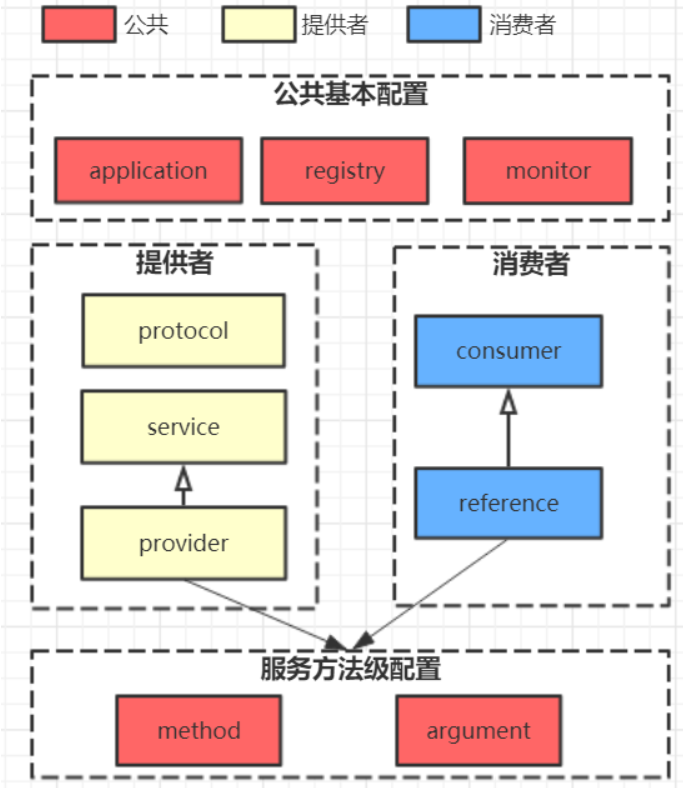 公共 提供者 消费者
公共基本配置
application registry monitor
提供者
protocol
service
provider
消费者
consumer
reference
服务方法级配置
method argument